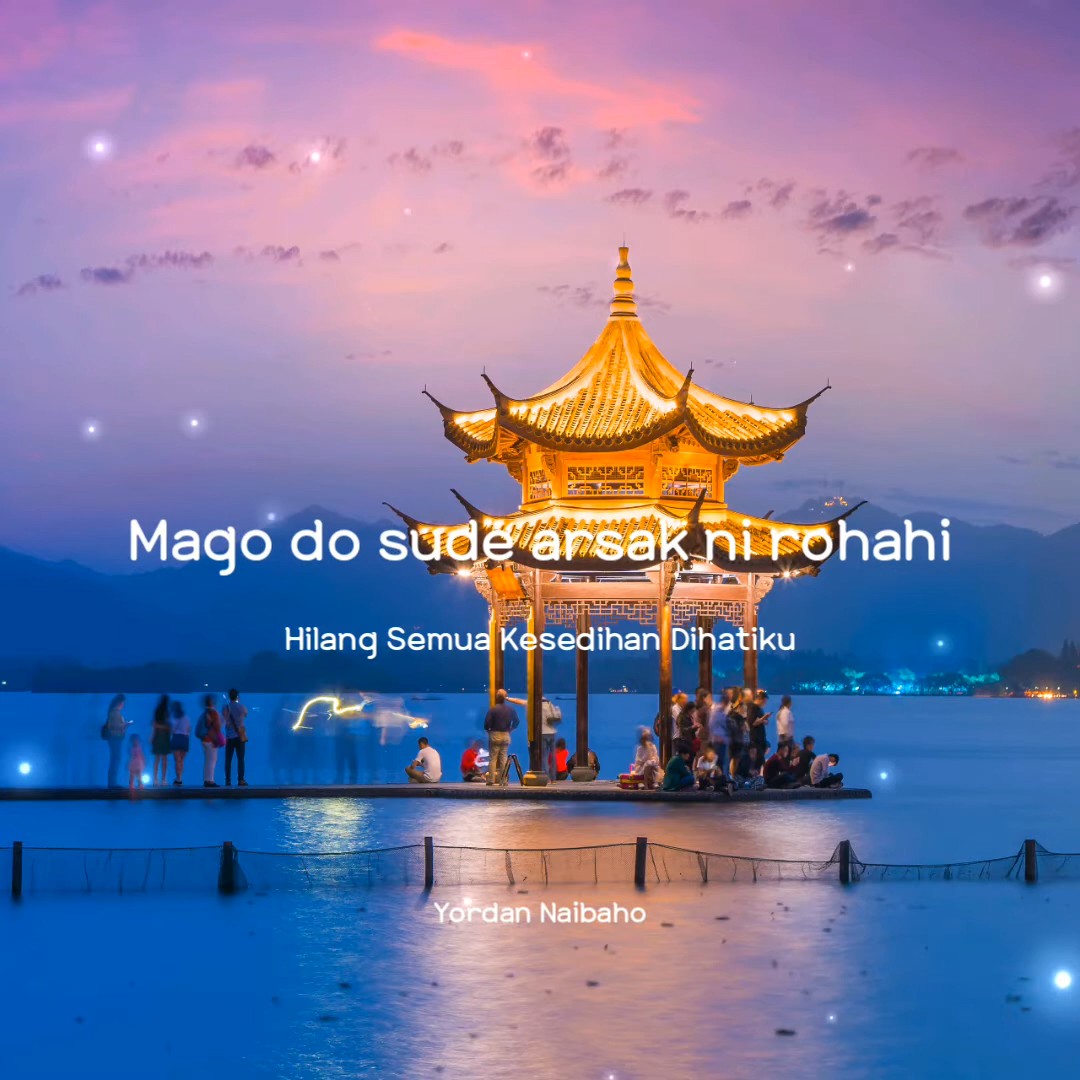 Mago do sude arsak ni rohahi
Hilang Semua Kesedihan Dihatiku
Yordan Naibaho